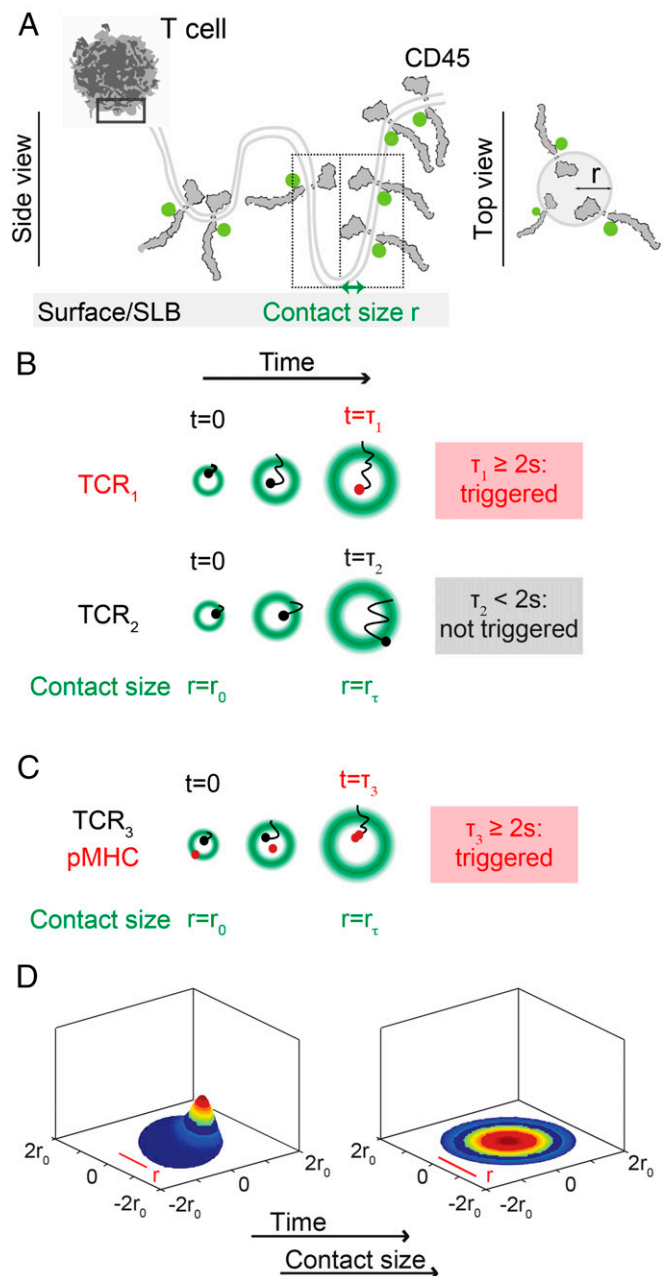 A
T cell
CD45
Side view
Top view
r
Surface/SLB
Contact size r
B
Time
t=0
t=τ1
TCR1
τ1 ≥ 2s:
triggered
t=0
t=τ2
TCR2
τ2 < 2s:
not triggered
Contact size
r=r0
r=rτ
C
t=0
t=τ3
TCR3
pMHC
τ3 ≥ 2s:
triggered
Contact size
r=r0
r=rτ
D
2r0
0
-2r0
r
-2r0
0
2r0
2r0
0
-2r0
r
-2r0
0
2r0
Time
Contact size